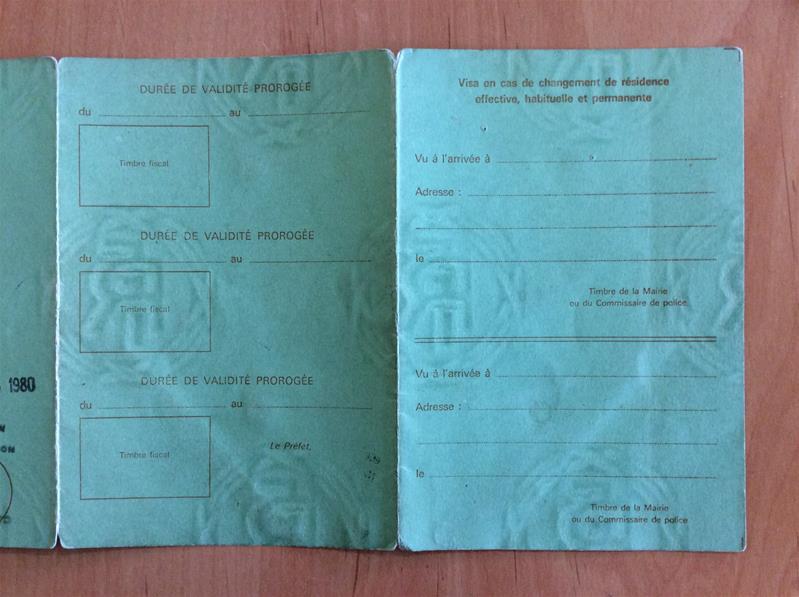 1980
N
ON
DURÉE DE VALIDITÉ PROROGÉE
du au
Timbre fiscal
DURÉE DE VALIDITÉ PROROGÉE
du au
Timbre fiscal
DURÉE DE VALIDITÉ PROROGÉE
du au
Timbre fiscal
Le Préfet,
Visa en cas de changement de résidence
effective, habituelle et permanente
Vu à l'arrivée à
Adresse :
le
Timbre de la Mairie
ou du Commissaire de police
Vu à l'arrivée à
Adresse :
le
Timbre de la Mairie
ou du Commissaire de police